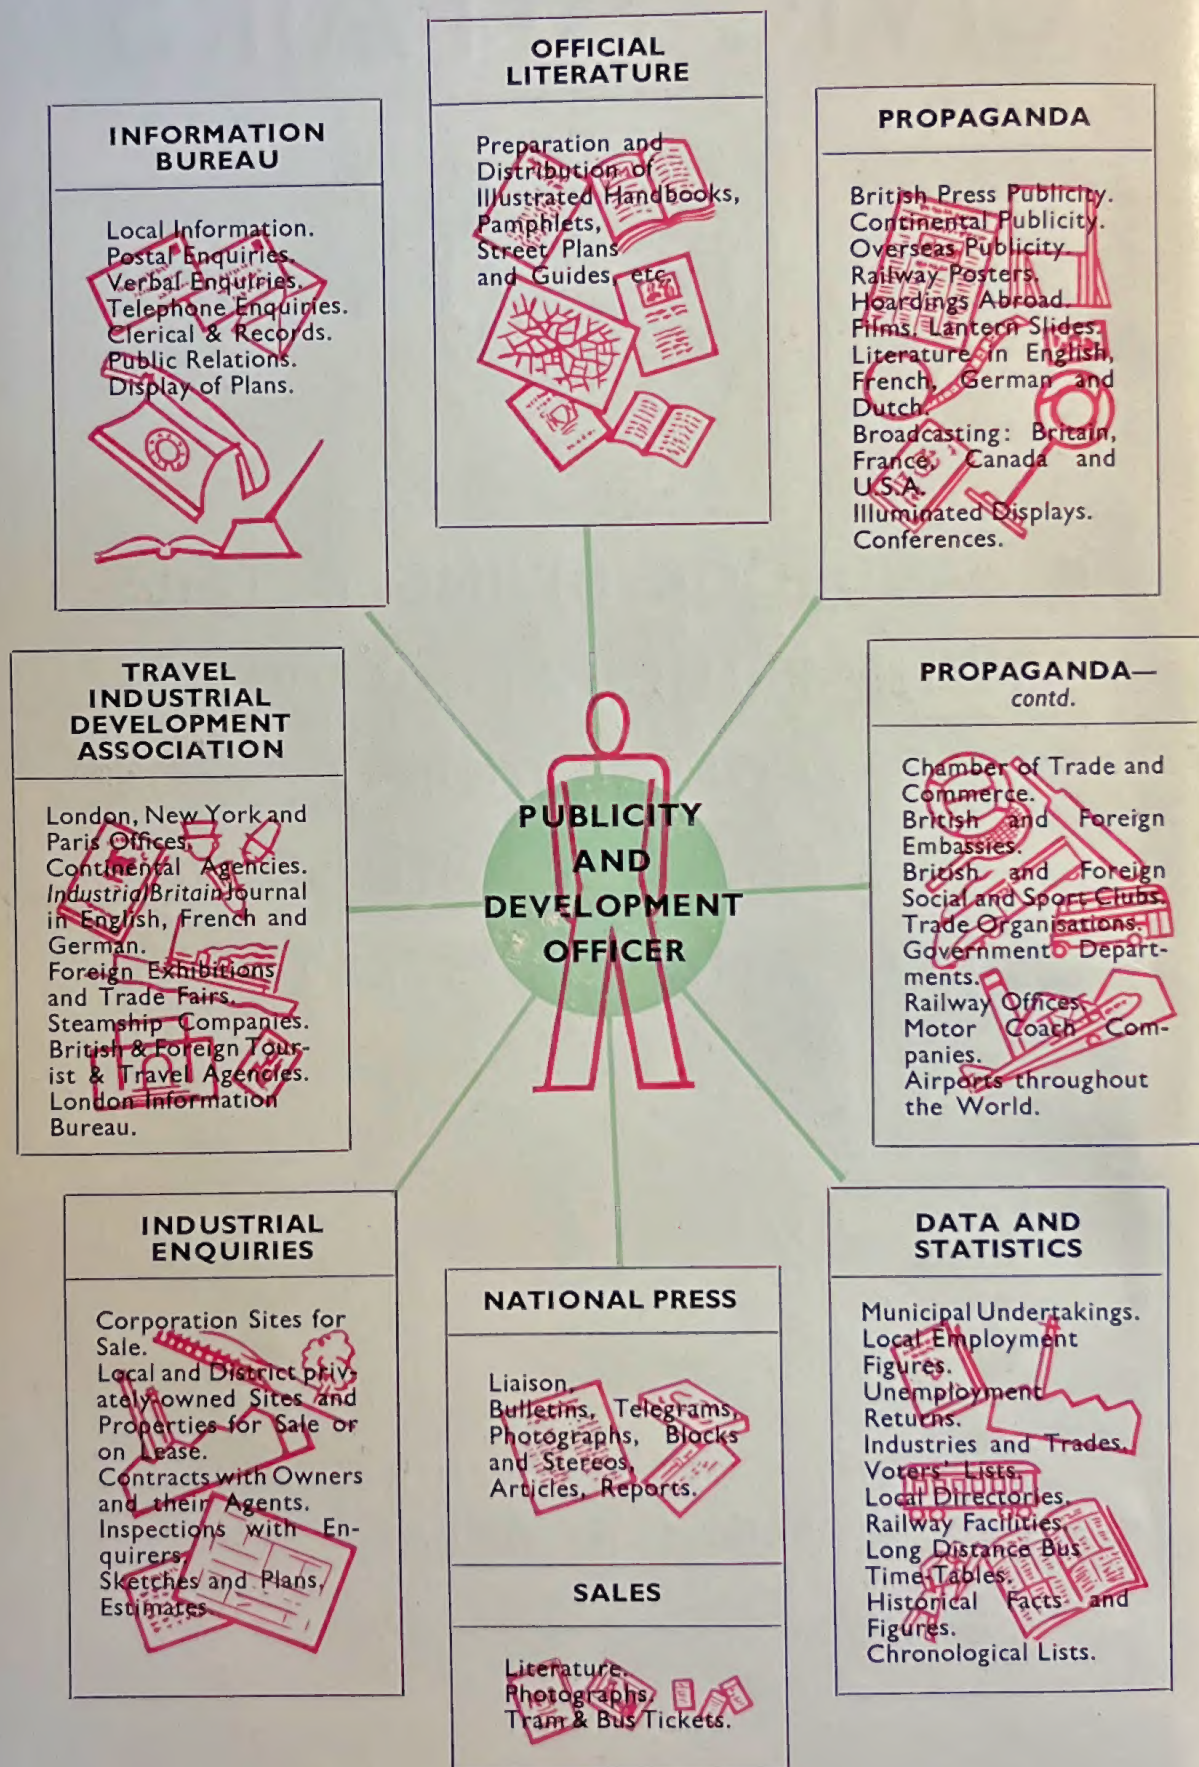 OFFICIAL
LITERATURE
Preparation and
Distribution of
Illustrated Handbooks,
Pamphlets,
Street Plans
and Guides, etc.
INFORMATION
BUREAU
Local Information.
Postal Enquiries.
Verbal Enquiries.
Telephone Enquiries.
Clerical & Records.
Public Relations.
Display of Plans.
PROPAGANDA
British Press Publicity.
Continental Publicity.
Overseas Publicity.
Railway Posters.
Hoardings Abroad.
Films. Lantern Slides.
Literature in English,
French, German and
Dutch.
Broadcasting: Britain,
France, Canada and
U.S.A.
Illuminated Displays.
Conferences.
TRAVEL
INDUSTRIAL
DEVELOPMENT
ASSOCIATION
London, New York and
Paris Offices.
Continental Agencies.
Industrial Britain Journal
in English, French and
German.
Foreign Exhibitions
and Trade Fairs.
Steamship Companies.
British & Foreign Tour-
ist & Travel Agencies.
London Information
Bureau.
PUBLICITY
AND
DEVELOPMENT
OFFICER
PROPAGANDA—
contd.
Chamber of Trade and
Commerce.
British and Foreign
Embassies.
British and Foreign
Social and Sport Clubs.
Trade Organisations.
Government Depart-
ments.
Railway Offices.
Motor Coach Com-
panies.
Airports throughout
the World.
INDUSTRIAL
ENQUIRIES
Corporation Sites for
Sale.
Local and District priv-
ately-owned Sites and
Properties for Sale or
on Lease.
Contracts with Owners
and their Agents.
Inspections with En-
quirers.
Sketches and Plans,
Estimates.
NATIONAL PRESS
Liaison,
Bulletins, Telegrams,
Photographs, Blocks
and Stereos,
Articles, Reports.
SALES
Literature.
Photographs.
Tram & Bus Tickets.
DATA AND
STATISTICS
Municipal Undertakings.
Local Employment
Figures.
Unemployment
Returns.
Industries and Trades.
Voters' Lists.
Local Directories.
Railway Facilities.
Long Distance Bus
Time-Tables.
Historical Facts and
Figures.
Chronological Lists.